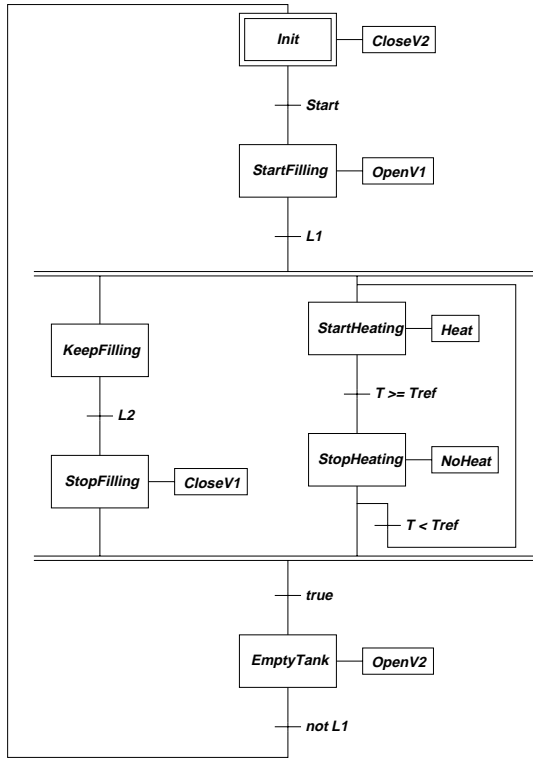 Init
CloseV2
Start
StartFilling
OpenV1
L1
StartHeating
Heat
KeepFilling
T >= Tref
L2
StopHeating
NoHeat
StopFilling
CloseV1
T < Tref
true
EmptyTank
OpenV2
not L1